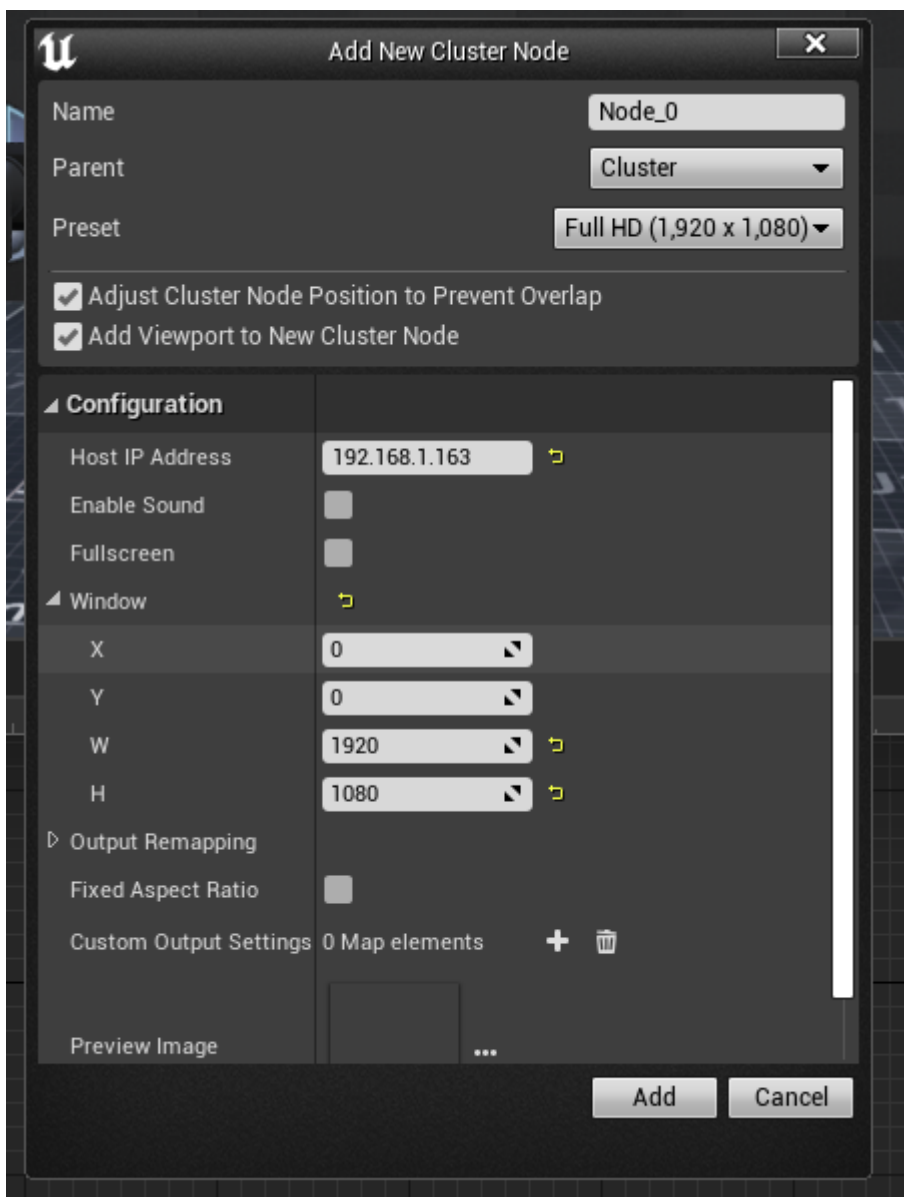 Add New Cluster Node
Name Node_0
Parent Cluster
Preset Full HD (1,920 x 1,080)
Adjust Cluster Node Position to Prevent Overlap
Add Viewport to New Cluster Node
Configuration
Host IP Address 192.168.1.163
Enable Sound
Fullscreen
Window
X 0
Y 0
W 1920
H 1080
Output Remapping
Fixed Aspect Ratio
Custom Output Settings 0 Map elements
Preview Image
Add Cancel